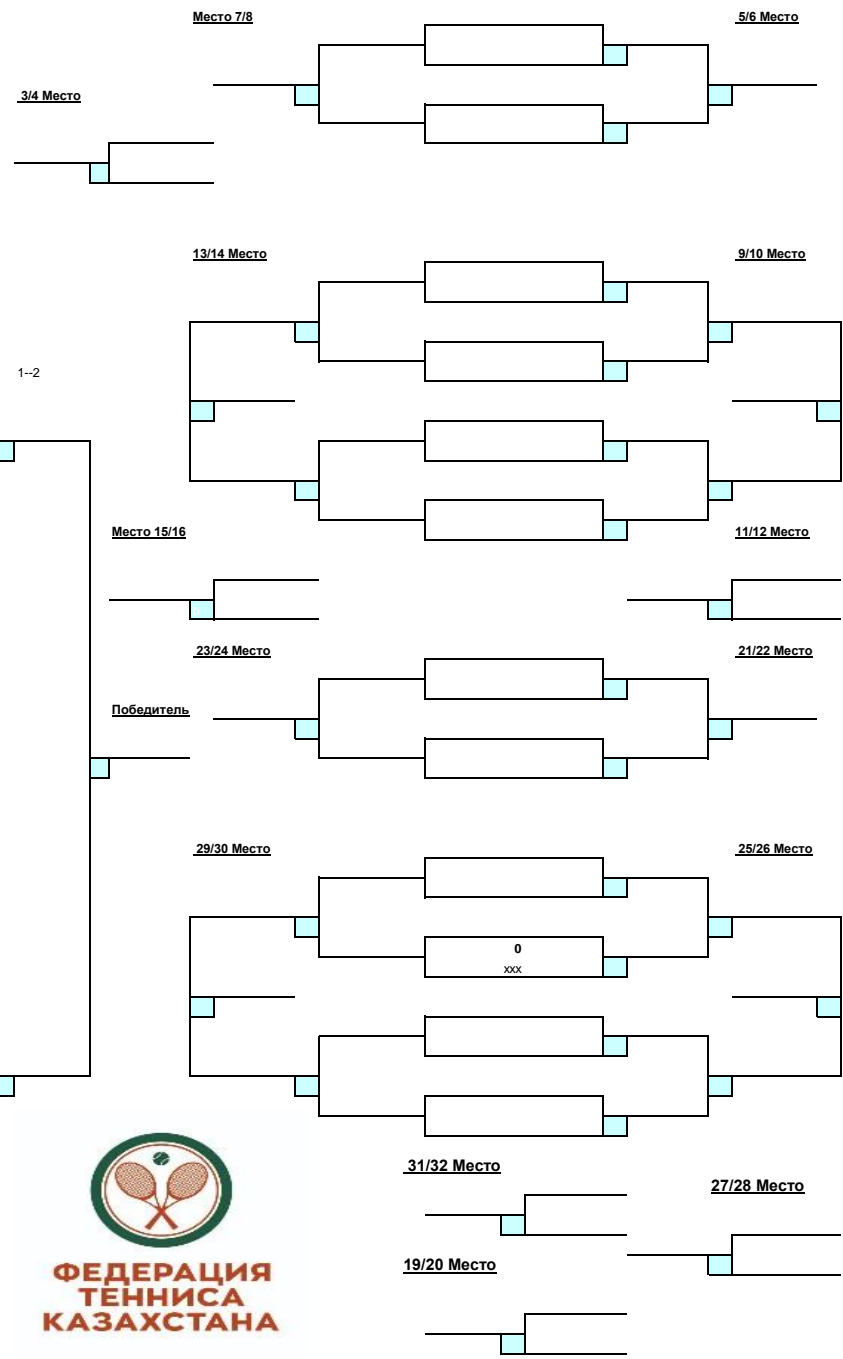 Место 7/8
5/6 Место
3/4 Место
13/14 Место
9/10 Место
1--2
Место 15/16
11/12 Место
23/24 Место
21/22 Место
Победитель
29/30 Место
25/26 Место
0
xxx
31/32 Место
27/28 Место
19/20 Место
ФЕДЕРАЦИЯ
ТЕННИСА
КАЗАХСТАНА